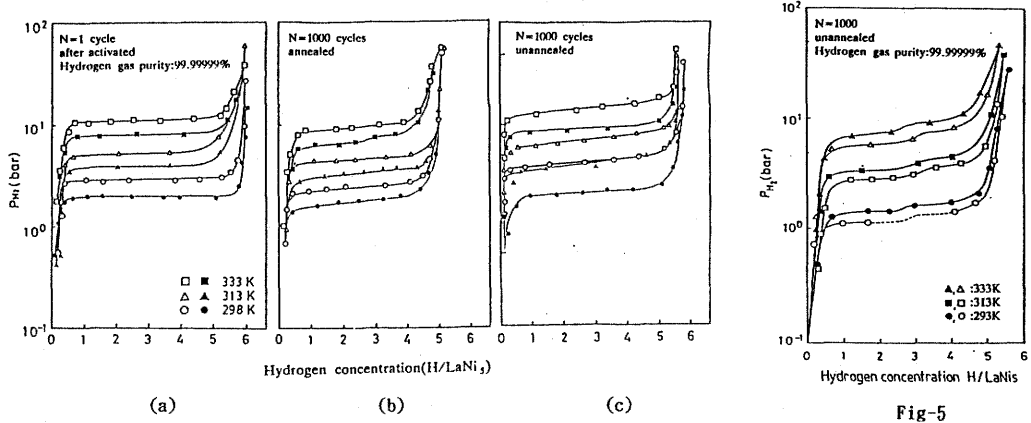 N=1 cycle
after activated
Hydrogen gas purity:99.99999%
10²
10¹
10⁰
10⁻¹
P_H₂(bar)
□ ■ 333 K
△ ▲ 313 K
○ ● 298 K
0 1 2 3 4 5 6
(a)
N=1000 cycles
annealed
0 1 2 3 4 5 6
Hydrogen concentration(H/LaNi₅)
(b)
N=1000 cycles
unannealed
0 1 2 3 4 5 6
(c)
N=1000
unannealed
Hydrogen gas purity:99.99999%
10²
10¹
10⁰
10⁻¹
P_H₂ (bar)
▲,△ :333K
■,□ :313K
●,○ :293K
0 1 2 3 4 5 6
Hydrogen concentration H/LaNi₅
Fig-5